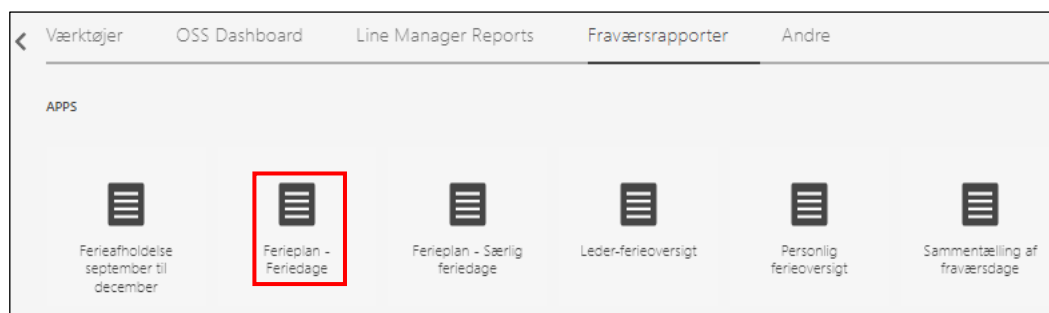 Værktøjer OSS Dashboard Line Manager Reports Fraværsrapporter Andre
APPS
Ferieafholdelse
september til
december
Ferieplan -
Feriedage
Ferieplan - Særlig
feriedage
Leder-ferieoversigt
Personlig
ferieoversigt
Sammentælling af
fraværsdage